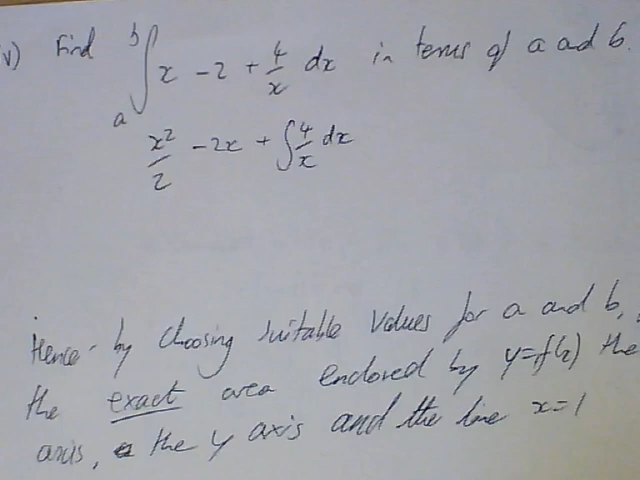 v) Find ᵇ∫ₐ x - 2 + 4/x dx in terms of a and b.
x²/2 - 2x + ∫ 4/x dx
Hence - by choosing suitable values for a and b,
the exact area enclosed by y=f(x) the
axis, the y axis and the line x=1